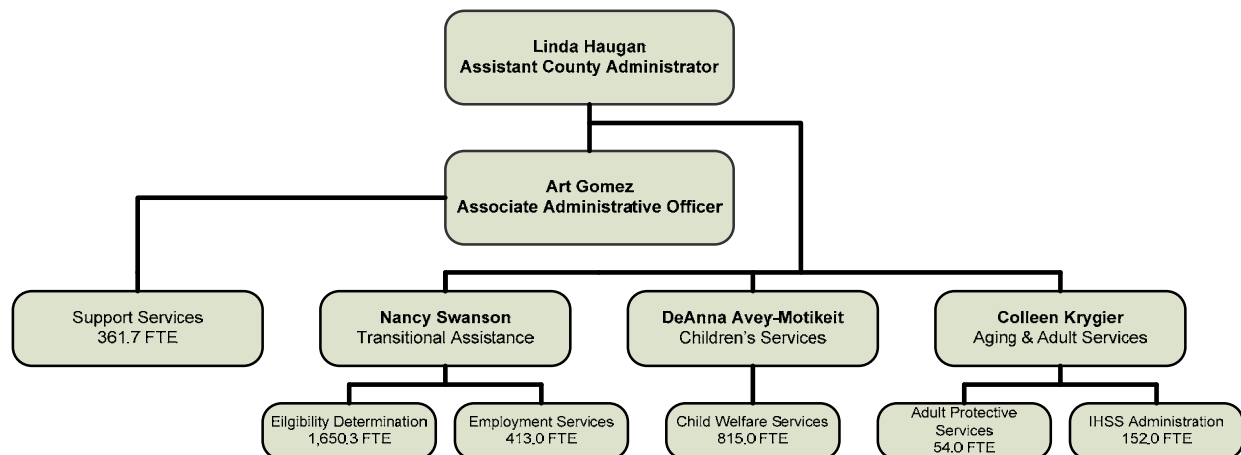 Linda Haugan
Assistant County Administrator
Art Gomez
Associate Administrative Officer
Support Services
361.7 FTE
Nancy Swanson
Transitional Assistance
DeAnna Avey-Motikeit
Children's Services
Colleen Krygier
Aging & Adult Services
Eilgibility Determination
1,650.3 FTE
Employment Services
413.0 FTE
Child Welfare Services
815.0 FTE
Adult Protective
Services
54.0 FTE
IHSS Administration
152.0 FTE